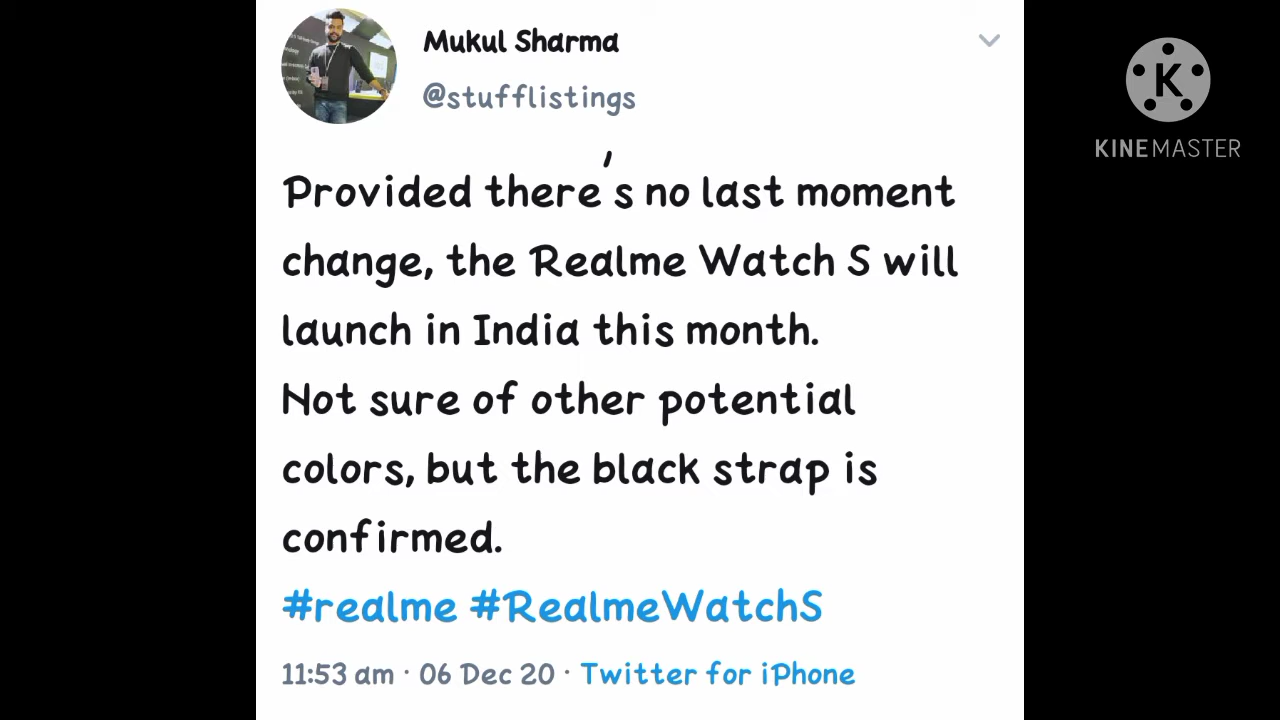 Mukul Sharma
@stufflistings
Provided there's no last moment
change, the Realme Watch S will
launch in India this month.
Not sure of other potential
colors, but the black strap is
confirmed.
#realme #RealmeWatchS
11:53 am · 06 Dec 20 · Twitter for iPhone
K
KINEMASTER